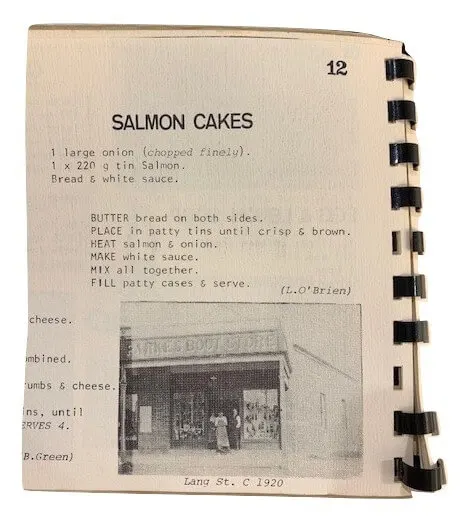 12
SALMON CAKES
1 large onion (chopped finely).
1 x 220 g tin Salmon.
Bread & white sauce.
BUTTER bread on both sides.
PLACE in patty tins until crisp & brown.
HEAT salmon & onion.
MAKE white sauce.
MIX all together.
FILL patty cases & serve.
(L.O'Brien)
cheese.
ombined.
rumbs & cheese.
ins, until
ERVES 4.
B.Green)
BOOT STORE
Lang St. C 1920